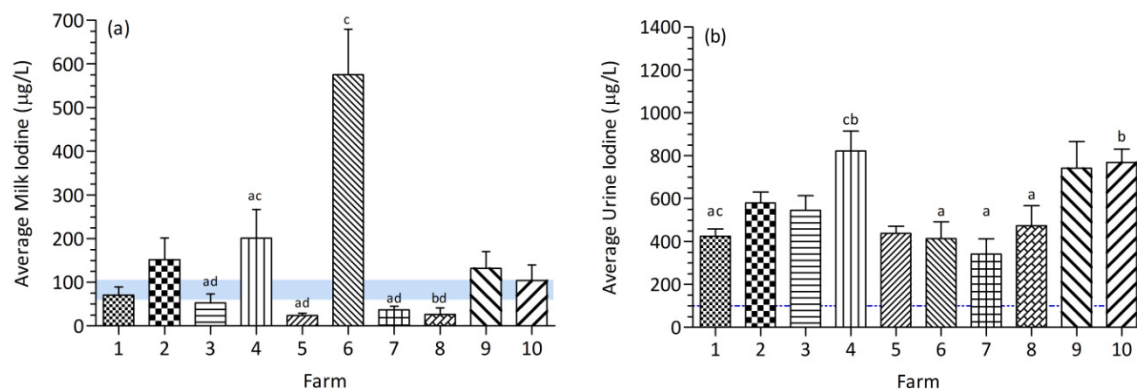 (a)
Average Milk Iodine (µg/L)
700
600
500
400
300
200
100
0
ad
ac
ad
c
ad
bd
1 2 3 4 5 6 7 8 9 10
Farm
(b)
Average Urine Iodine (µg/L)
1400
1200
1000
800
600
400
200
0
ac
cb
a
a
a
b
1 2 3 4 5 6 7 8 9 10
Farm